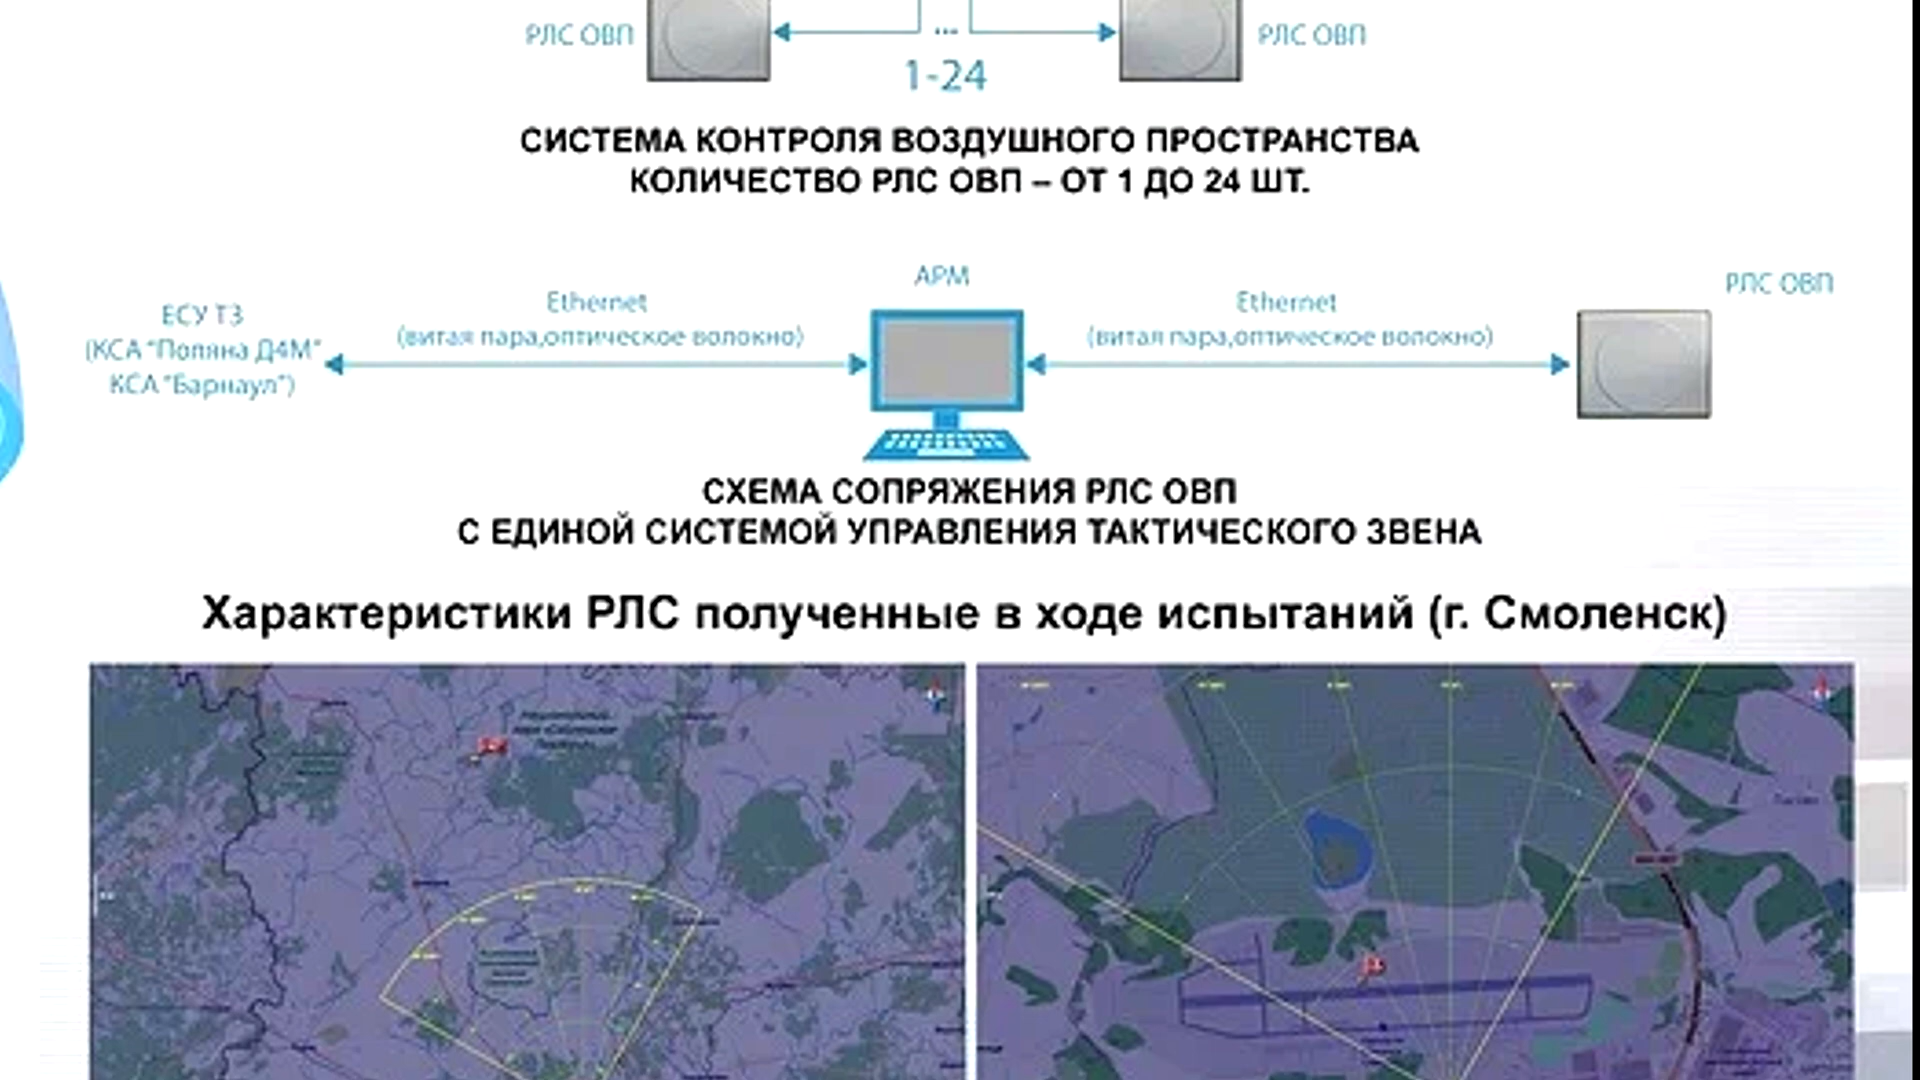 РЛС ОВП
...
РЛС ОВП
1-24
СИСТЕМА КОНТРОЛЯ ВОЗДУШНОГО ПРОСТРАНСТВА
КОЛИЧЕСТВО РЛС ОВП – ОТ 1 ДО 24 ШТ.
АРМ
РЛС ОВП
ЕСУ ТЗ
(КСА "Поляна Д4М"
КСА "Барнаул")
Ethernet
(витая пара,оптическое волокно)
Ethernet
(витая пара,оптическое волокно)
СХЕМА СОПРЯЖЕНИЯ РЛС ОВП
С ЕДИНОЙ СИСТЕМОЙ УПРАВЛЕНИЯ ТАКТИЧЕСКОГО ЗВЕНА
Характеристики РЛС полученные в ходе испытаний (г. Смоленск)